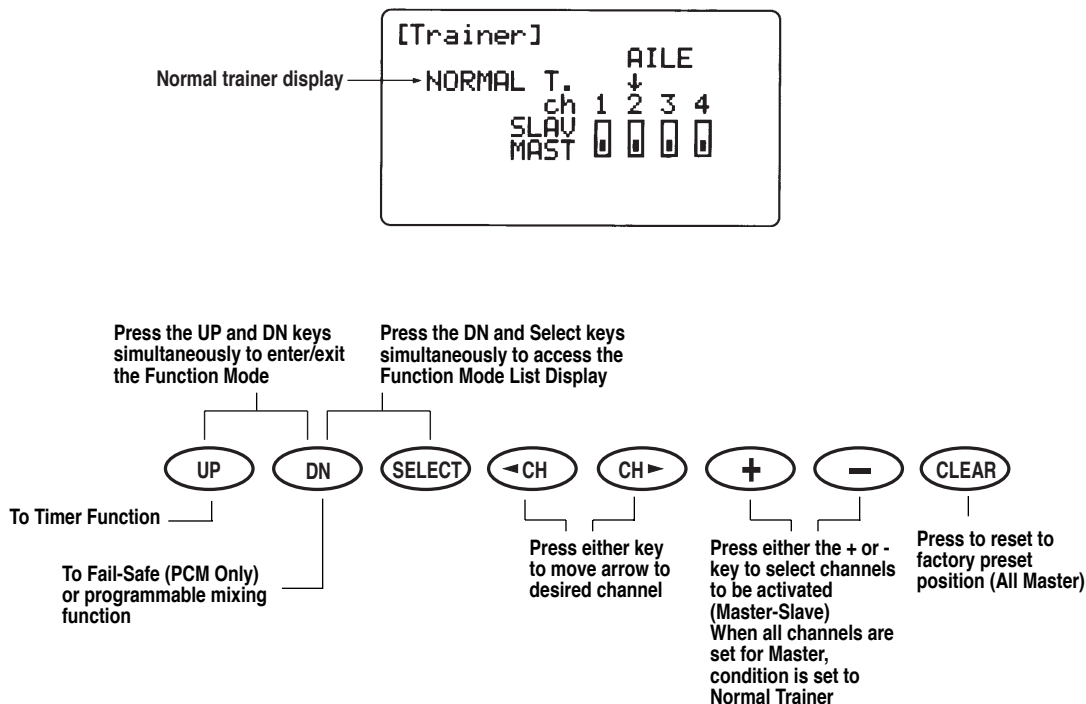 [Trainer]
AILE
Normal trainer display
NORMAL T. ↓
ch 1 2 3 4
SLAV
MAST
Press the UP and DN keys
simultaneously to enter/exit
the Function Mode
Press the DN and Select keys
simultaneously to access the
Function Mode List Display
UP DN SELECT ◄CH CH► + – CLEAR
To Timer Function
To Fail-Safe (PCM Only)
or programmable mixing
function
Press either key
to move arrow to
desired channel
Press either the + or -
key to select channels
to be activated
(Master-Slave)
When all channels are
set for Master,
condition is set to
Normal Trainer
Press to reset to
factory preset
position (All Master)